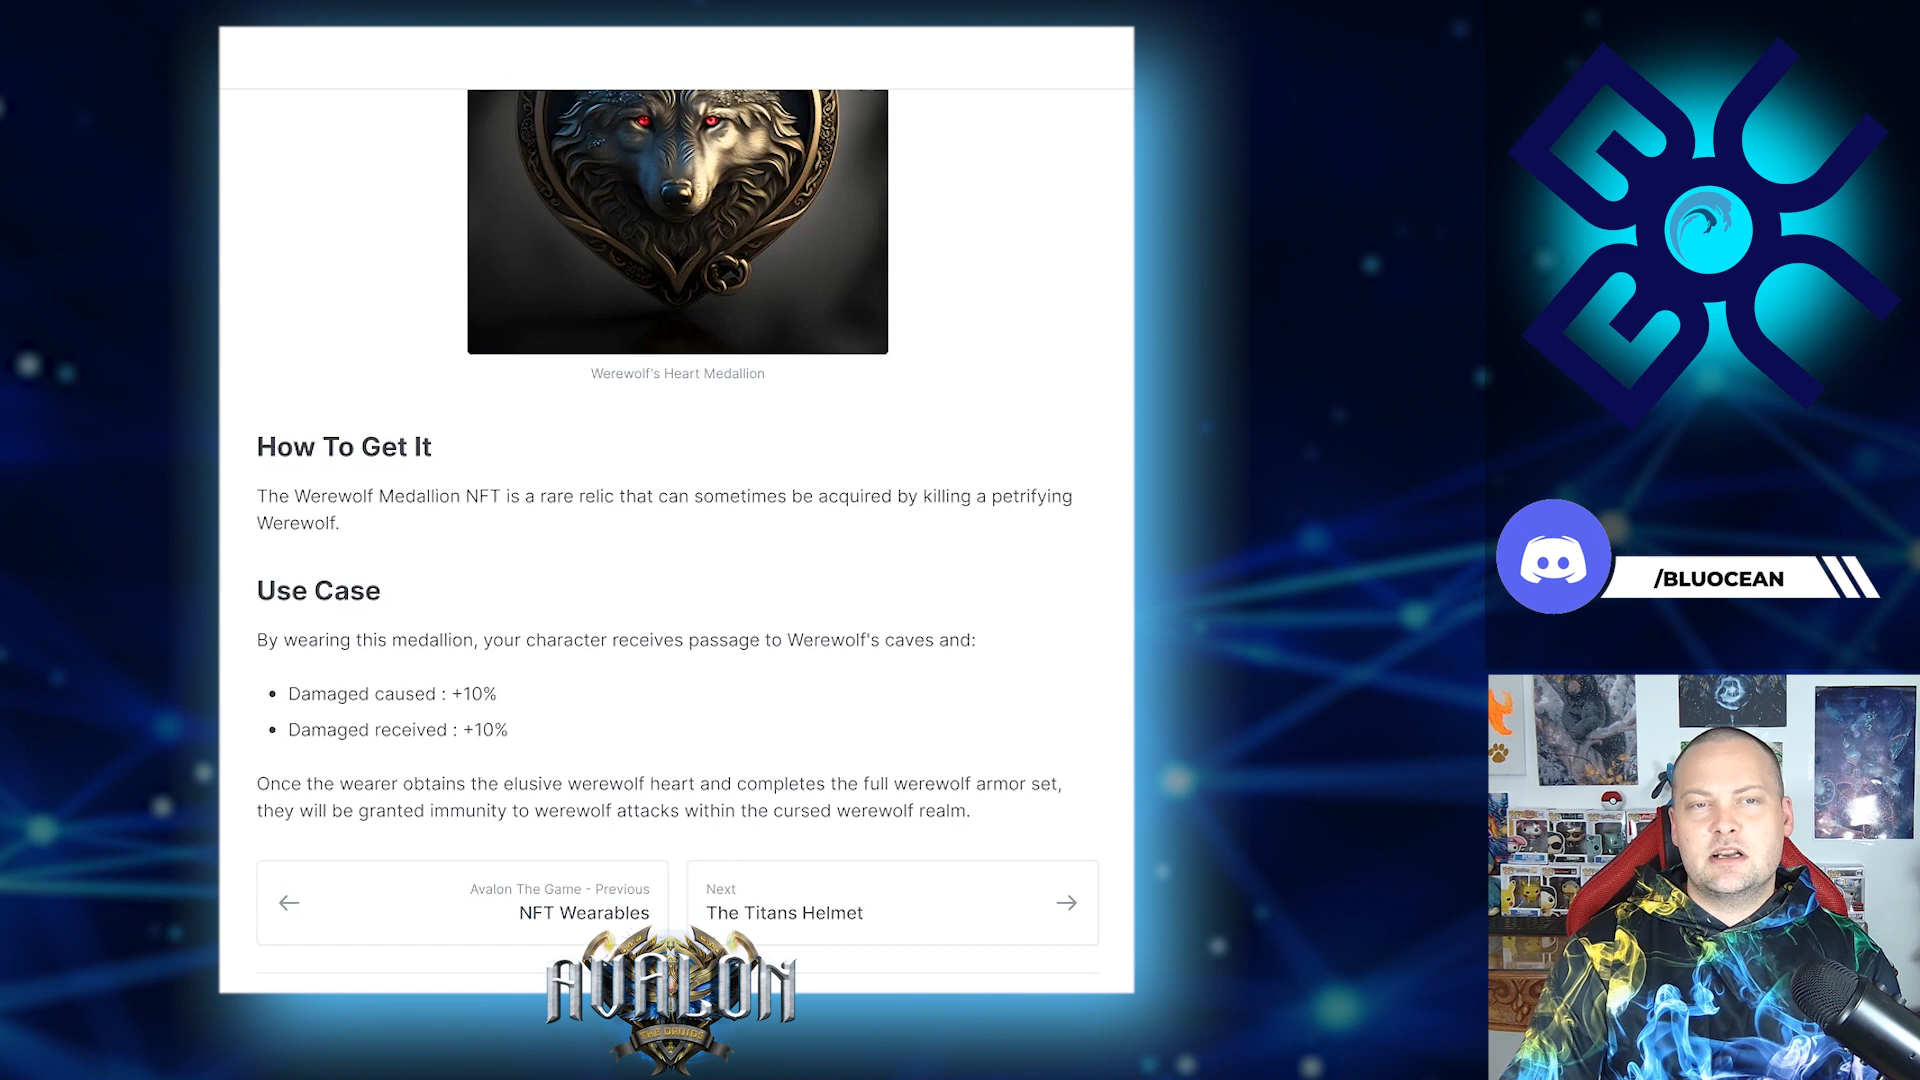 Werewolf's Heart Medallion
How To Get It
The Werewolf Medallion NFT is a rare relic that can sometimes be acquired by killing a petrifying
Werewolf.
Use Case
By wearing this medallion, your character receives passage to Werewolf's caves and:
Damaged caused : +10%
Damaged received : +10%
Once the wearer obtains the elusive werewolf heart and completes the full werewolf armor set,
they will be granted immunity to werewolf attacks within the cursed werewolf realm.
Avalon The Game - Previous
NFT Wearables
Next
The Titans Helmet
AVALON
THE DRUIDS
/BLUOCEAN